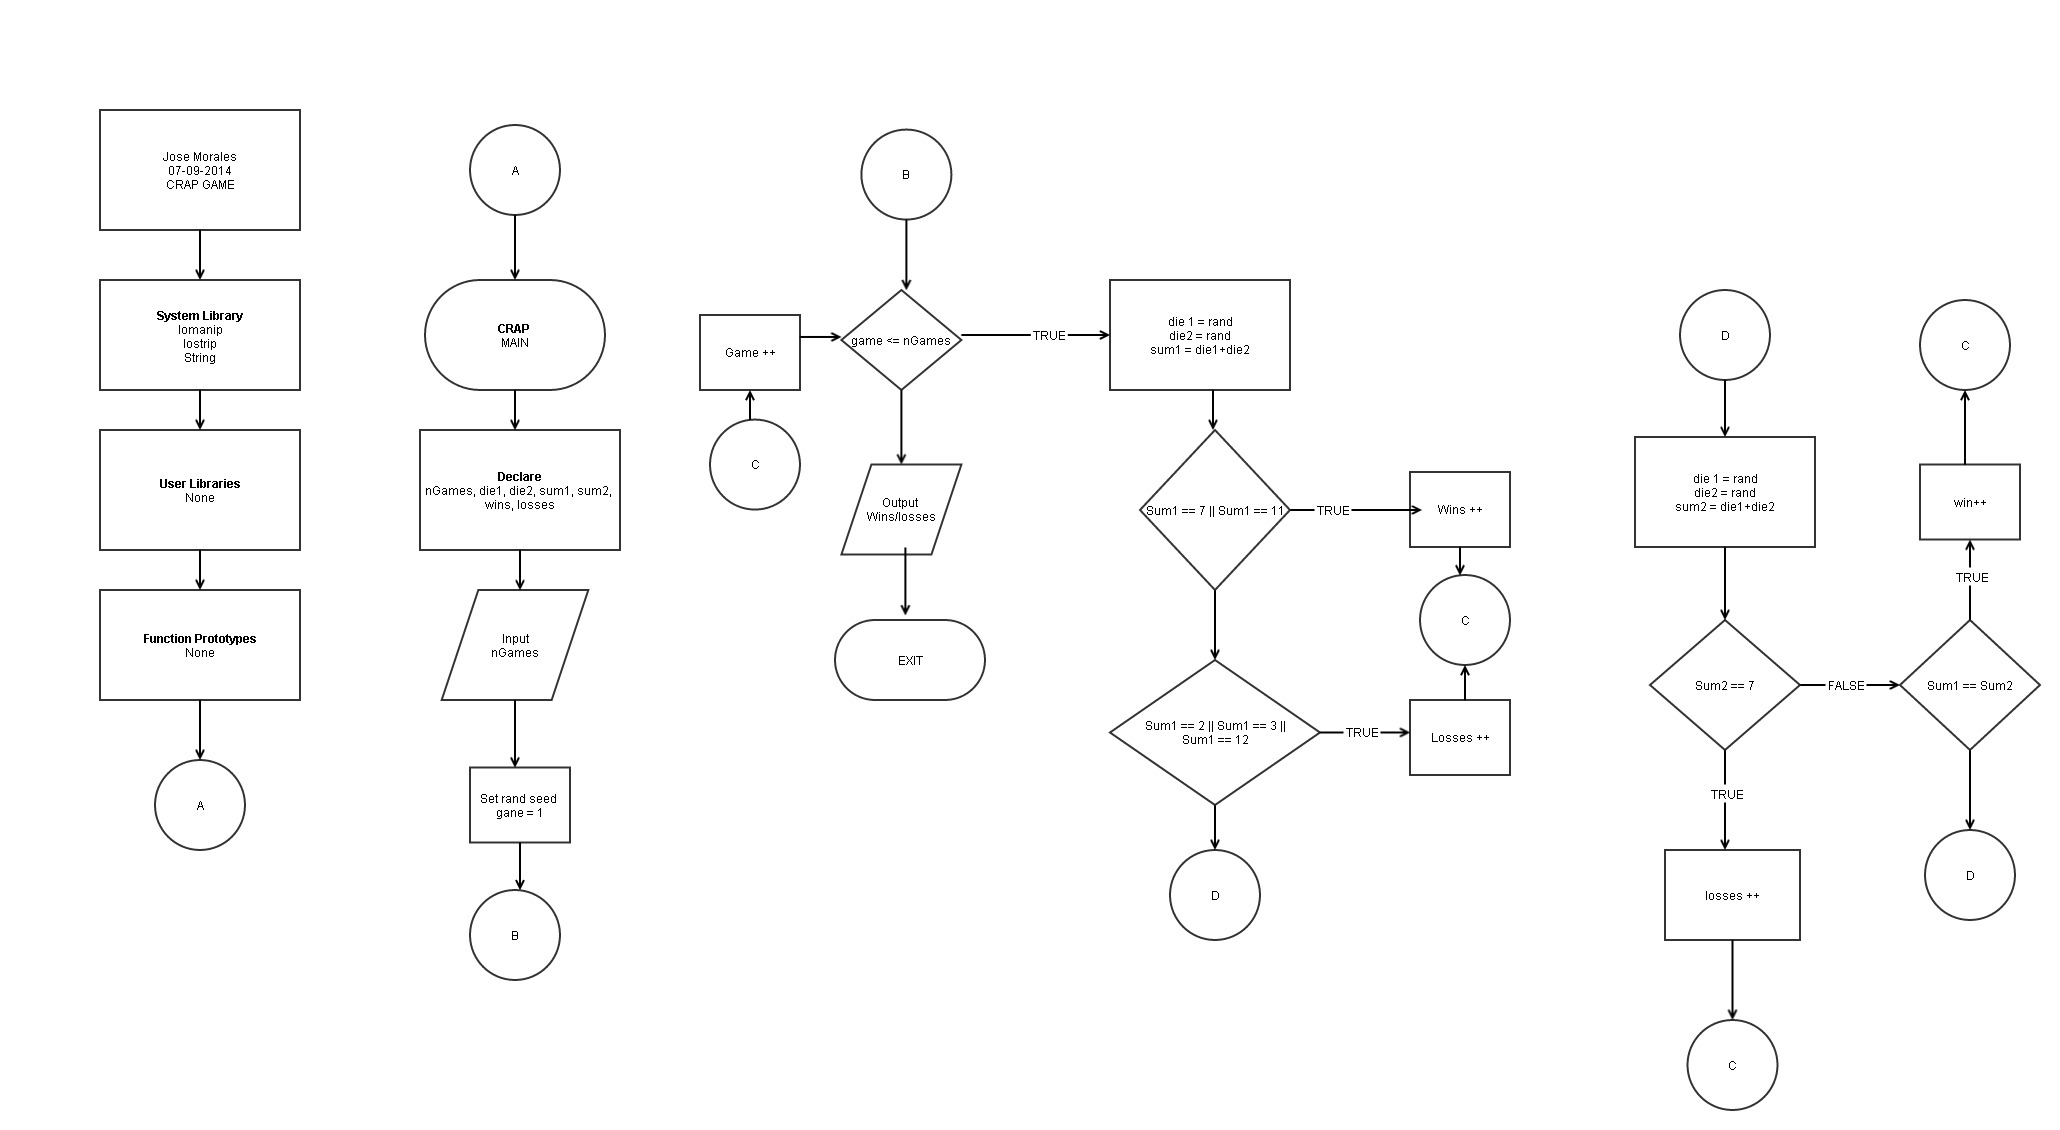 Jose Morales
07-09-2014
CRAP GAME
System Library
Iomanip
Iostrip
String
User Libraries
None
Function Prototypes
None
A
A
CRAP
MAIN
Declare
nGames, die1, die2, sum1, sum2,
wins, losses
Input
nGames
Set rand seed
gane = 1
B
B
game <= nGames
Game ++
C
TRUE
Output
Wins/losses
EXIT
die 1 = rand
die2 = rand
sum1 = die1+die2
Sum1 == 7 || Sum1 == 11
TRUE
Wins ++
C
Sum1 == 2 || Sum1 == 3 ||
Sum1 == 12
TRUE
Losses ++
D
D
die 1 = rand
die2 = rand
sum2 = die1+die2
Sum2 == 7
FALSE
TRUE
losses ++
C
Sum1 == Sum2
TRUE
win++
C
D